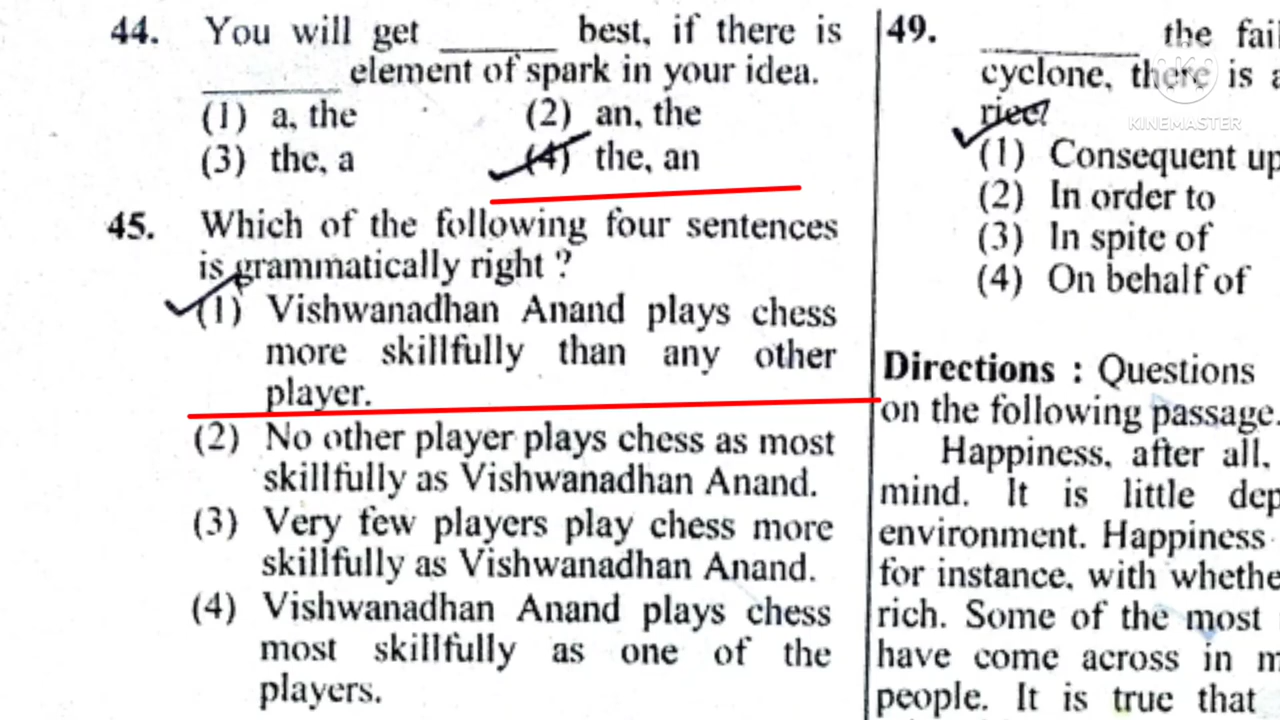 44. You will get ______ best, if there is
______ element of spark in your idea.
(1) a, the (2) an, the
(3) the, a (4) the, an
45. Which of the following four sentences
is grammatically right ?
(1) Vishwanadhan Anand plays chess
more skillfully than any other
player.
(2) No other player plays chess as most
skillfully as Vishwanadhan Anand.
(3) Very few players play chess more
skillfully as Vishwanadhan Anand.
(4) Vishwanadhan Anand plays chess
most skillfully as one of the
players.
49. ______ the fail
cyclone, there is a
rice?
KINEMASTER
(1) Consequent up
(2) In order to
(3) In spite of
(4) On behalf of
Directions : Questions
on the following passage.
Happiness, after all,
mind. It is little dep
environment. Happiness
for instance, with whethe
rich. Some of the most
have come across in m
people. It is true that